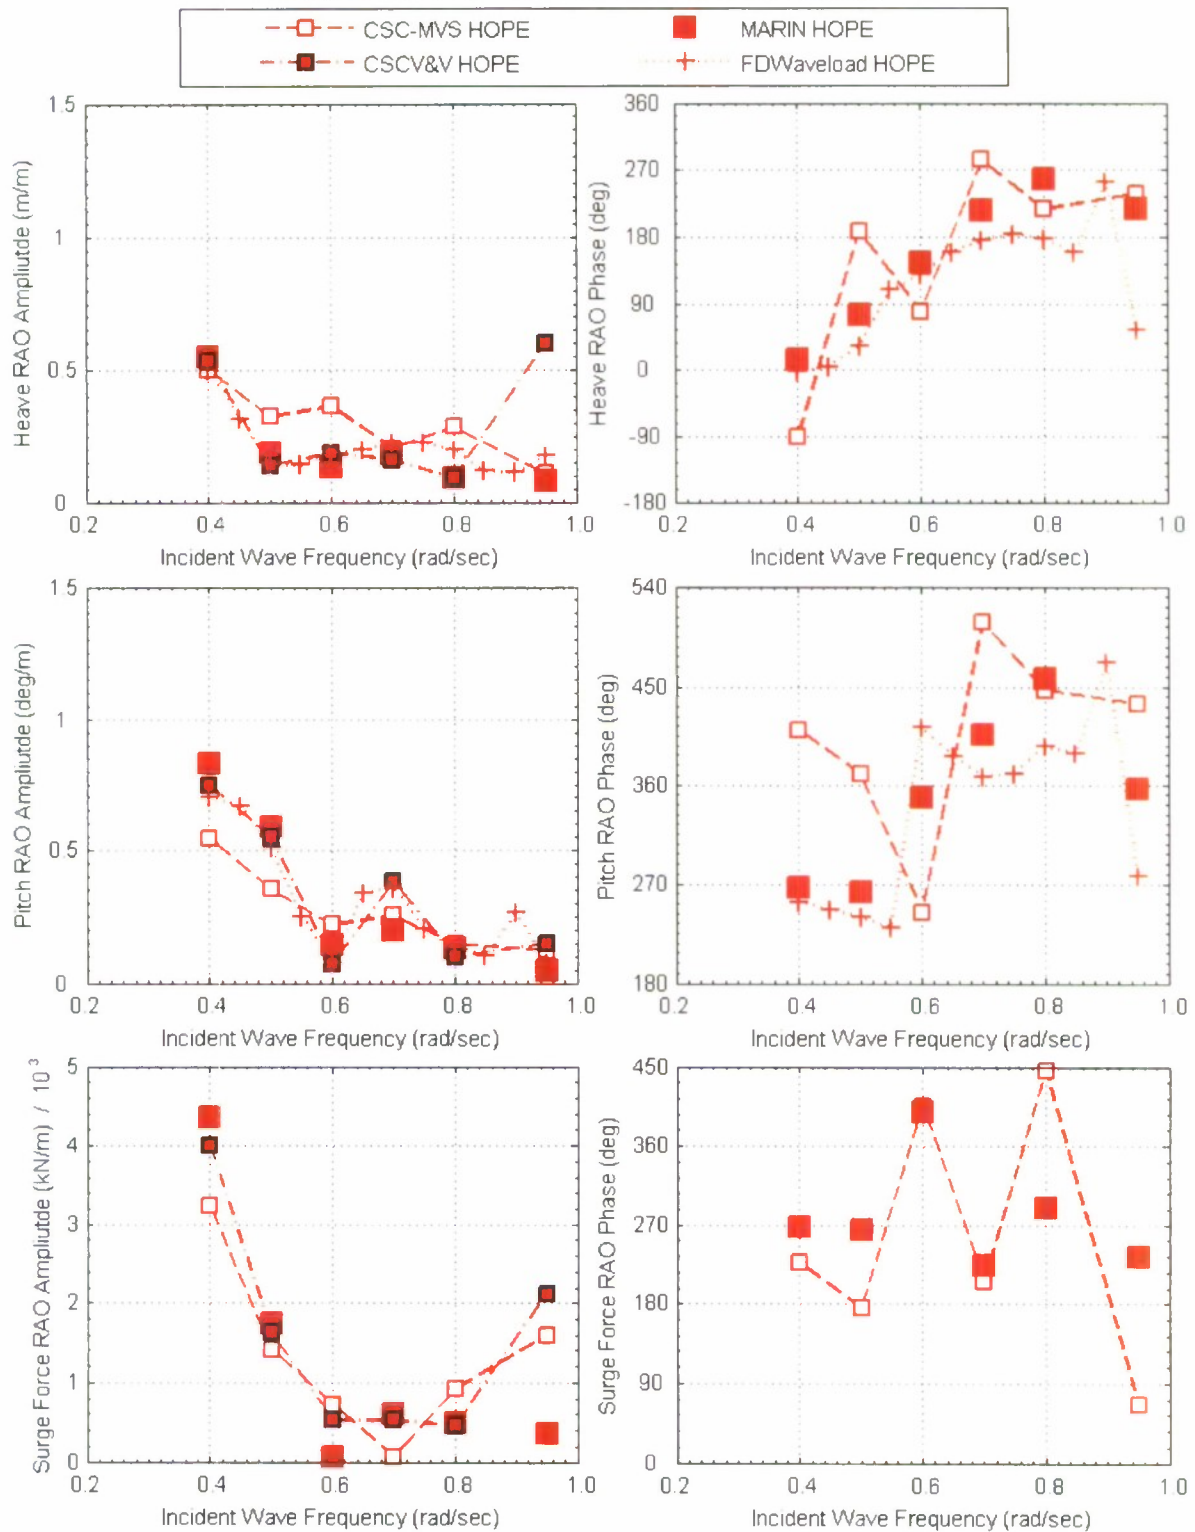 CSC-MVS HOPE
MARIN HOPE
CSCV&V HOPE
FDWaveload HOPE
1.5
1
0 5
0
0.2 0.4 0.6 0.8 1.0
Heave RAO Ampliutde (m/m)
Incident Wave Frequency (rad/sec)
360
270
180
90
0
-90
-180
0.2 0.4 0.6 0.8 1 0
Heave RAO Phase (deg)
Incident Wave Frequency (rad/sec)
1.5
1
0.5
0
0.2 0.4 0.6 0.8 1.0
Pitch RAO Ampliutde (deg/m)
Incident Wave Frequency (rad/sec)
540
450
360
270
180
0.2 0.4 0.6 0.8 1.0
Pitch RAO Phase (deg)
Incident Wave Frequency (rad/sec)
5
4
3
2
1
0
0.2 0.4 0.6 0.8 1.0
Surge Force RAO Ampliutde (kN/m) / 10³
Incident Wave Frequency (rad/sec)
450
360
270
180
90
0
0.2 0.4 0.6 0.8 1.0
Surge Force RAO Phase (deg)
Incident Wave Frequency (rad/sec)